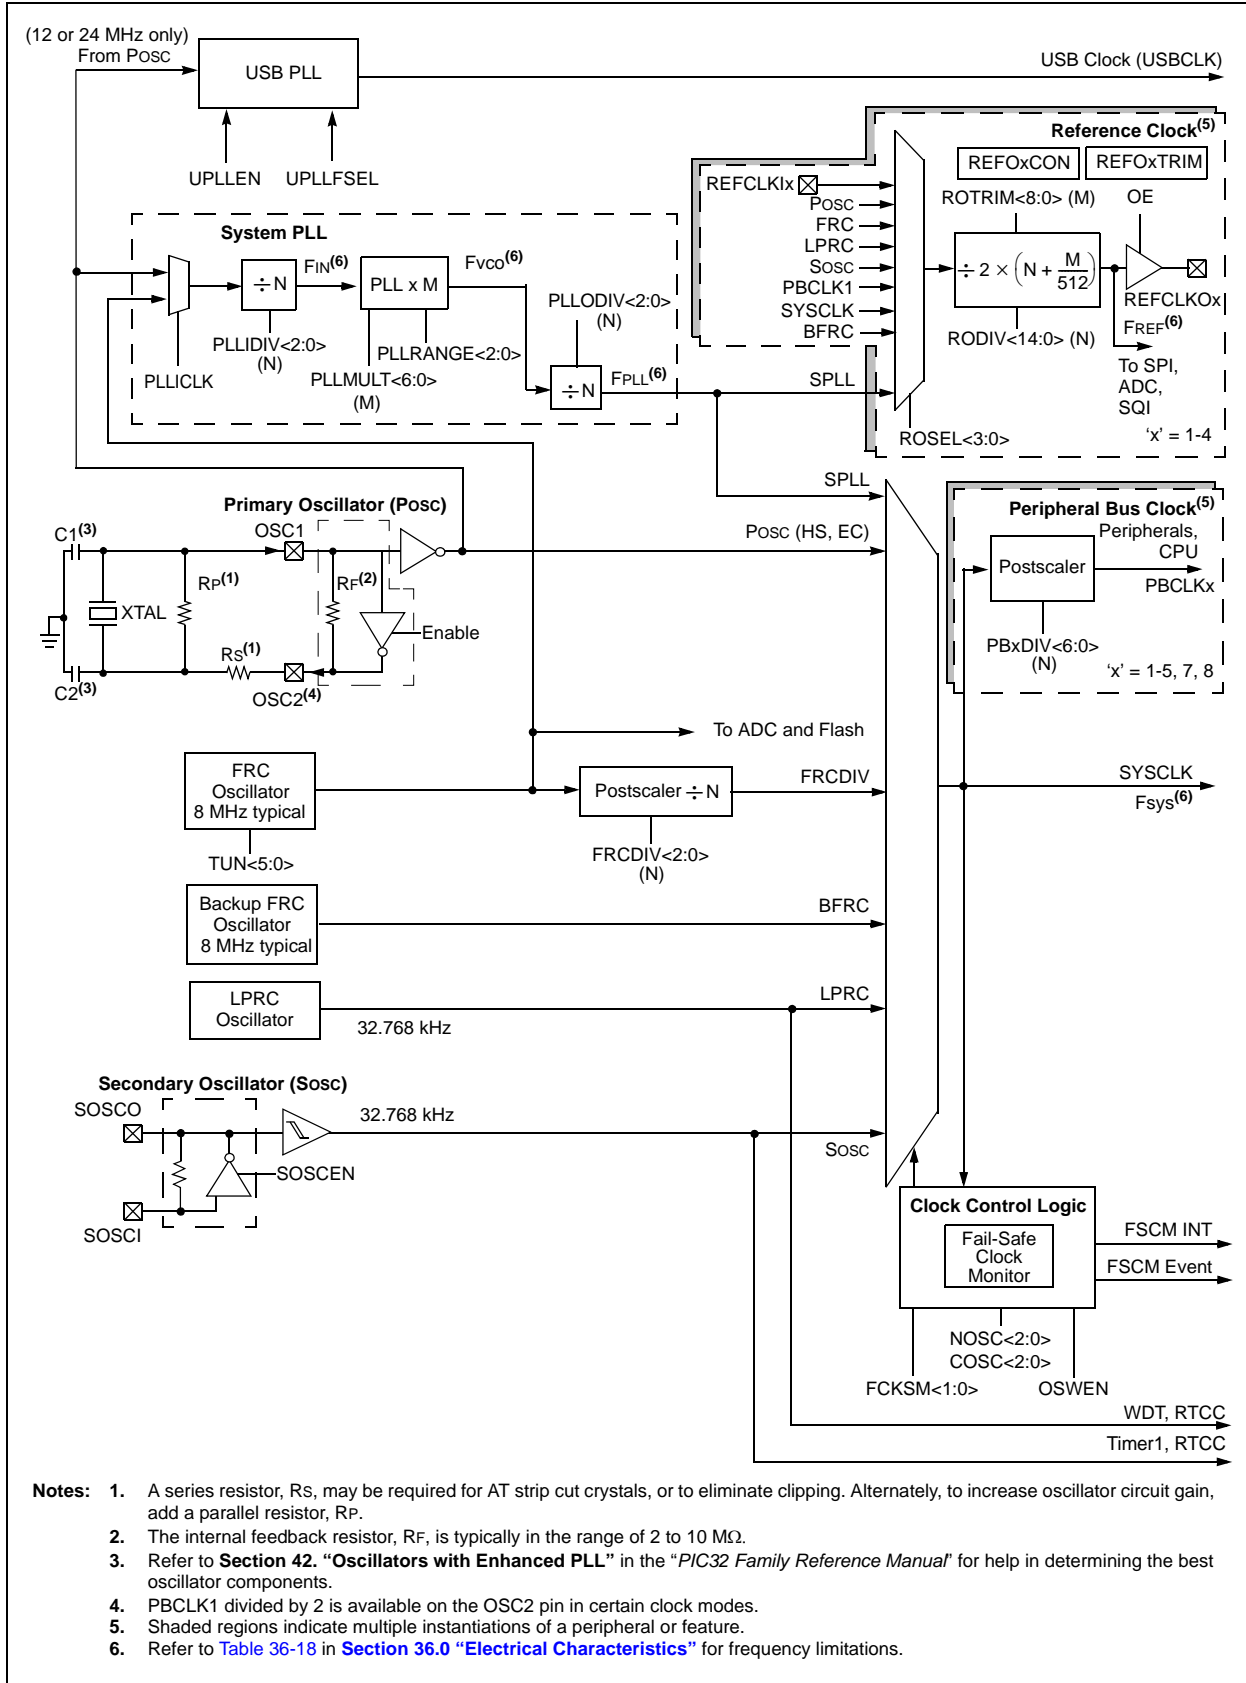 (12 or 24 MHz only)
From POSC
USB PLL
USB Clock (USBCLK)
UPLLEN
UPLLFSEL
Reference Clock(5)
REFOxCON
REFOxTRIM
REFCLKIx
POSC
FRC
LPRC
SOSC
PBCLK1
SYSCLK
BFRC
SPLL
ROTRIM<8:0> (M)
OE
÷ 2 × (N + M/512)
REFCLKOx
FREF(6)
RODIV<14:0> (N)
To SPI,
ADC,
SQI
ROSEL<3:0>
'x' = 1-4
System PLL
÷ N
FIN(6)
PLL x M
FVCO(6)
PLLODIV<2:0>
(N)
PLLIDIV<2:0>
(N)
PLLRANGE<2:0>
PLLICLK
PLLMULT<6:0>
(M)
÷ N
FPLL(6)
SPLL
Primary Oscillator (POSC)
C1(3)
OSC1
POSC (HS, EC)
RP(1)
RF(2)
XTAL
Enable
RS(1)
C2(3)
OSC2(4)
Peripheral Bus Clock(5)
Peripherals,
CPU
Postscaler
PBCLKx
PBxDIV<6:0>
(N)
'x' = 1-5, 7, 8
To ADC and Flash
FRC
Oscillator
8 MHz typical
Postscaler ÷ N
FRCDIV
SYSCLK
Fsys(6)
TUN<5:0>
FRCDIV<2:0>
(N)
Backup FRC
Oscillator
8 MHz typical
BFRC
LPRC
Oscillator
32.768 kHz
LPRC
Secondary Oscillator (SOSC)
SOSCO
32.768 kHz
SOSC
SOSCEN
SOSCI
Clock Control Logic
Fail-Safe
Clock
Monitor
FSCM INT
FSCM Event
NOSC<2:0>
COSC<2:0>
FCKSM<1:0>
OSWEN
WDT, RTCC
Timer1, RTCC
Notes: 1. A series resistor, RS, may be required for AT strip cut crystals, or to eliminate clipping. Alternately, to increase oscillator circuit gain,
add a parallel resistor, RP.
2. The internal feedback resistor, RF, is typically in the range of 2 to 10 MΩ.
3. Refer to Section 42. "Oscillators with Enhanced PLL" in the "PIC32 Family Reference Manual" for help in determining the best
oscillator components.
4. PBCLK1 divided by 2 is available on the OSC2 pin in certain clock modes.
5. Shaded regions indicate multiple instantiations of a peripheral or feature.
6. Refer to Table 36-18 in Section 36.0 "Electrical Characteristics" for frequency limitations.